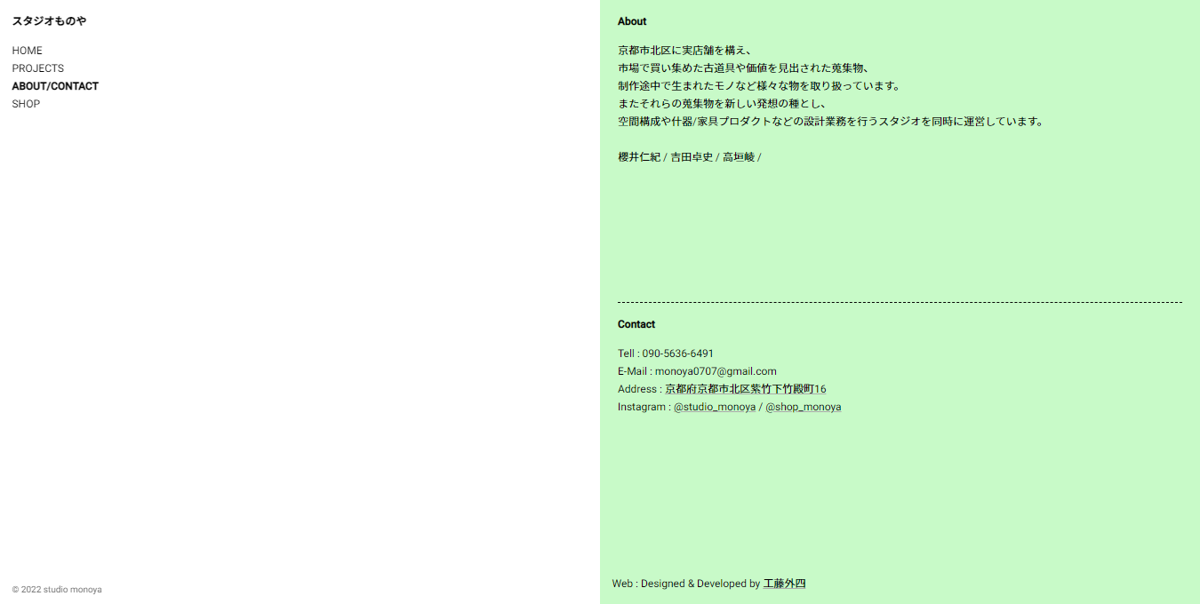 スタジオものや
HOME
PROJECTS
ABOUT/CONTACT
SHOP
© 2022 studio monoya
About
京都市北区に実店舗を構え、
市場で買い集めた古道具や価値を見出された蒐集物、
制作途中で生まれたモノなど様々な物を取り扱っています。
またそれらの蒐集物を新しい発想の種とし、
空間構成や什器/家具プロダクトなどの設計業務を行うスタジオを同時に運営しています。
櫻井仁紀 / 吉田卓史 / 高垣崚 /
Contact
Tell : 090-5636-6491
E-Mail : monoya0707@gmail.com
Address : 京都府京都市北区紫竹下竹殿町16
Instagram : @studio_monoya / @shop_monoya
Web : Designed & Developed by 工藤外四